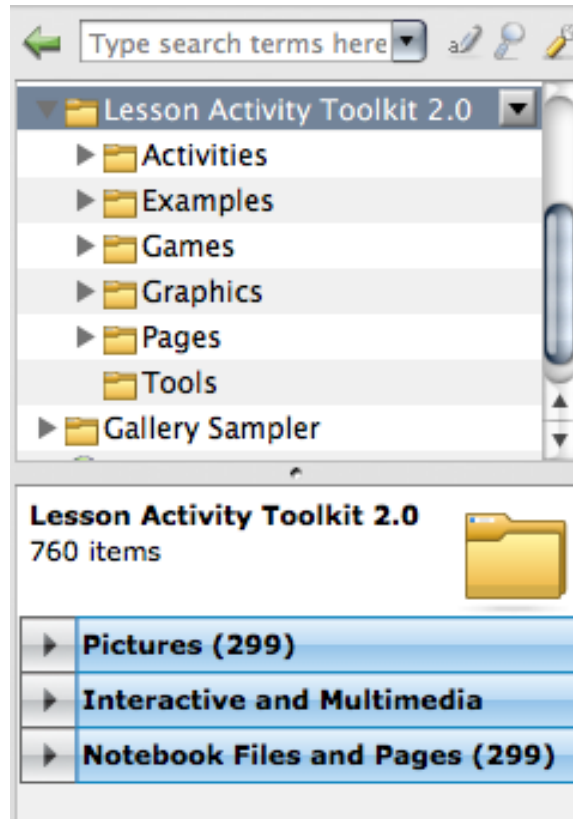 Type search terms here
Lesson Activity Toolkit 2.0
Activities
Examples
Games
Graphics
Pages
Tools
Gallery Sampler
Lesson Activity Toolkit 2.0
760 items
Pictures (299)
Interactive and Multimedia
Notebook Files and Pages (299)